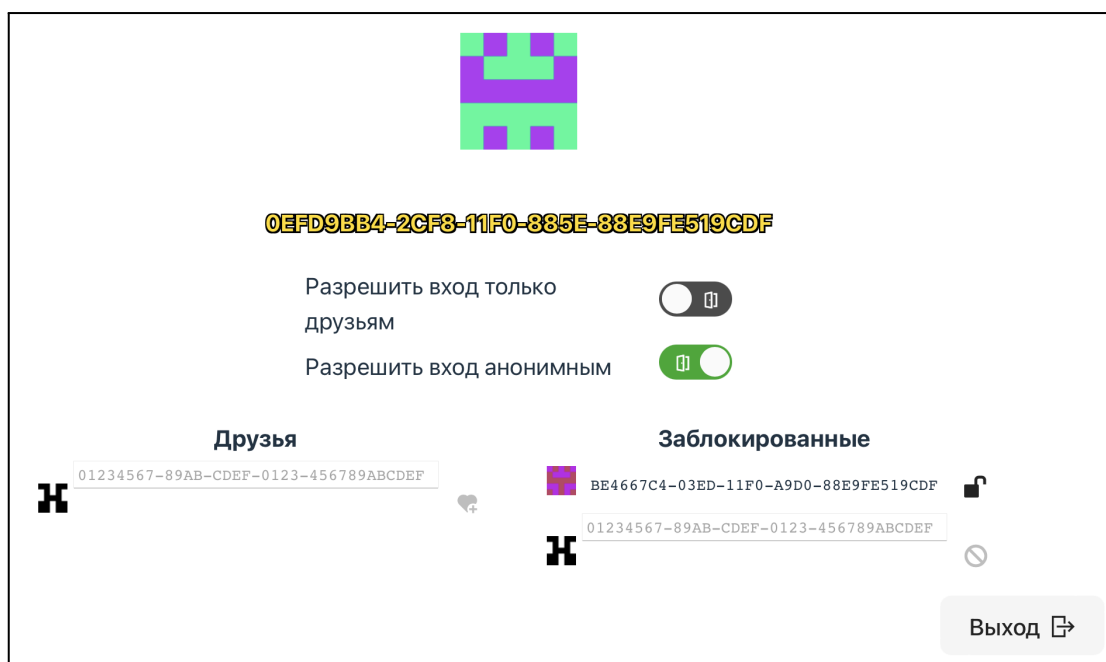 0EFD9BB4-2CF8-11F0-885E-88E9FE519CDF
Разрешить вход только
друзьям
Разрешить вход анонимным
Друзья
01234567-89AB-CDEF-0123-456789ABCDEF
Заблокированные
BE4667C4-03ED-11F0-A9D0-88E9FE519CDF
01234567-89AB-CDEF-0123-456789ABCDEF
Выход